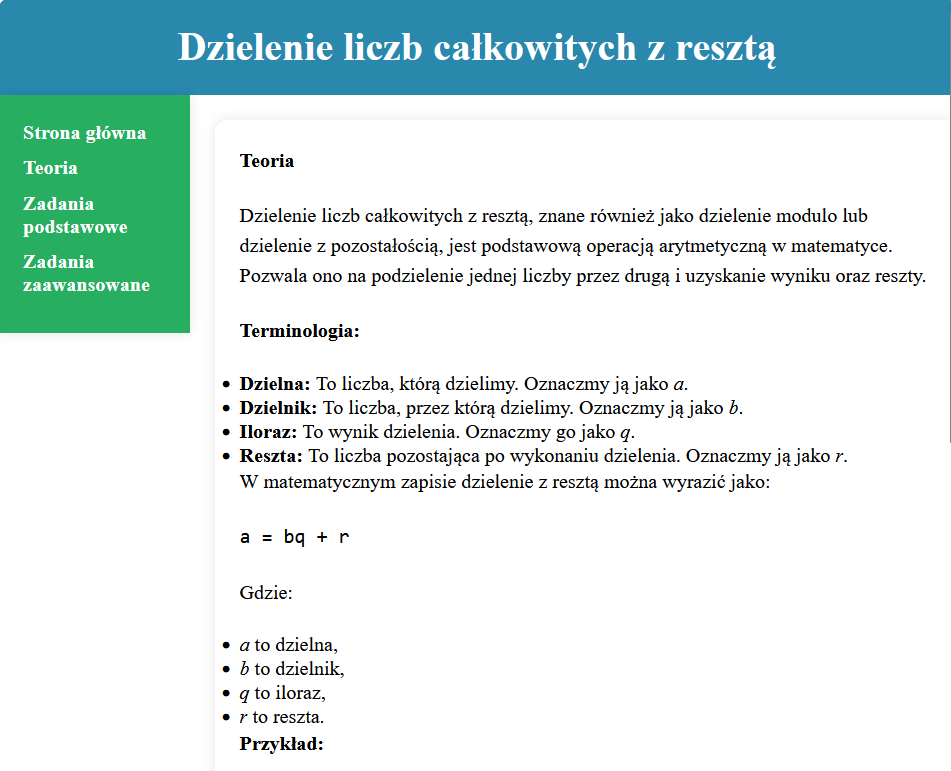 Dzielenie liczb całkowitych z resztą
Strona główna
Teoria
Zadania
podstawowe
Zadania
zaawansowane
Teoria
Dzielenie liczb całkowitych z resztą, znane również jako dzielenie modulo lub
dzielenie z pozostałością, jest podstawową operacją arytmetyczną w matematyce.
Pozwala ono na podzielenie jednej liczby przez drugą i uzyskanie wyniku oraz reszty.
Terminologia:
• Dzielna: To liczba, którą dzielimy. Oznaczmy ją jako a.
• Dzielnik: To liczba, przez którą dzielimy. Oznaczmy ją jako b.
• Iloraz: To wynik dzielenia. Oznaczmy go jako q.
• Reszta: To liczba pozostająca po wykonaniu dzielenia. Oznaczmy ją jako r.
W matematycznym zapisie dzielenie z resztą można wyrazić jako:
a = bq + r
Gdzie:
• a to dzielna,
• b to dzielnik,
• q to iloraz,
• r to reszta.
Przykład: